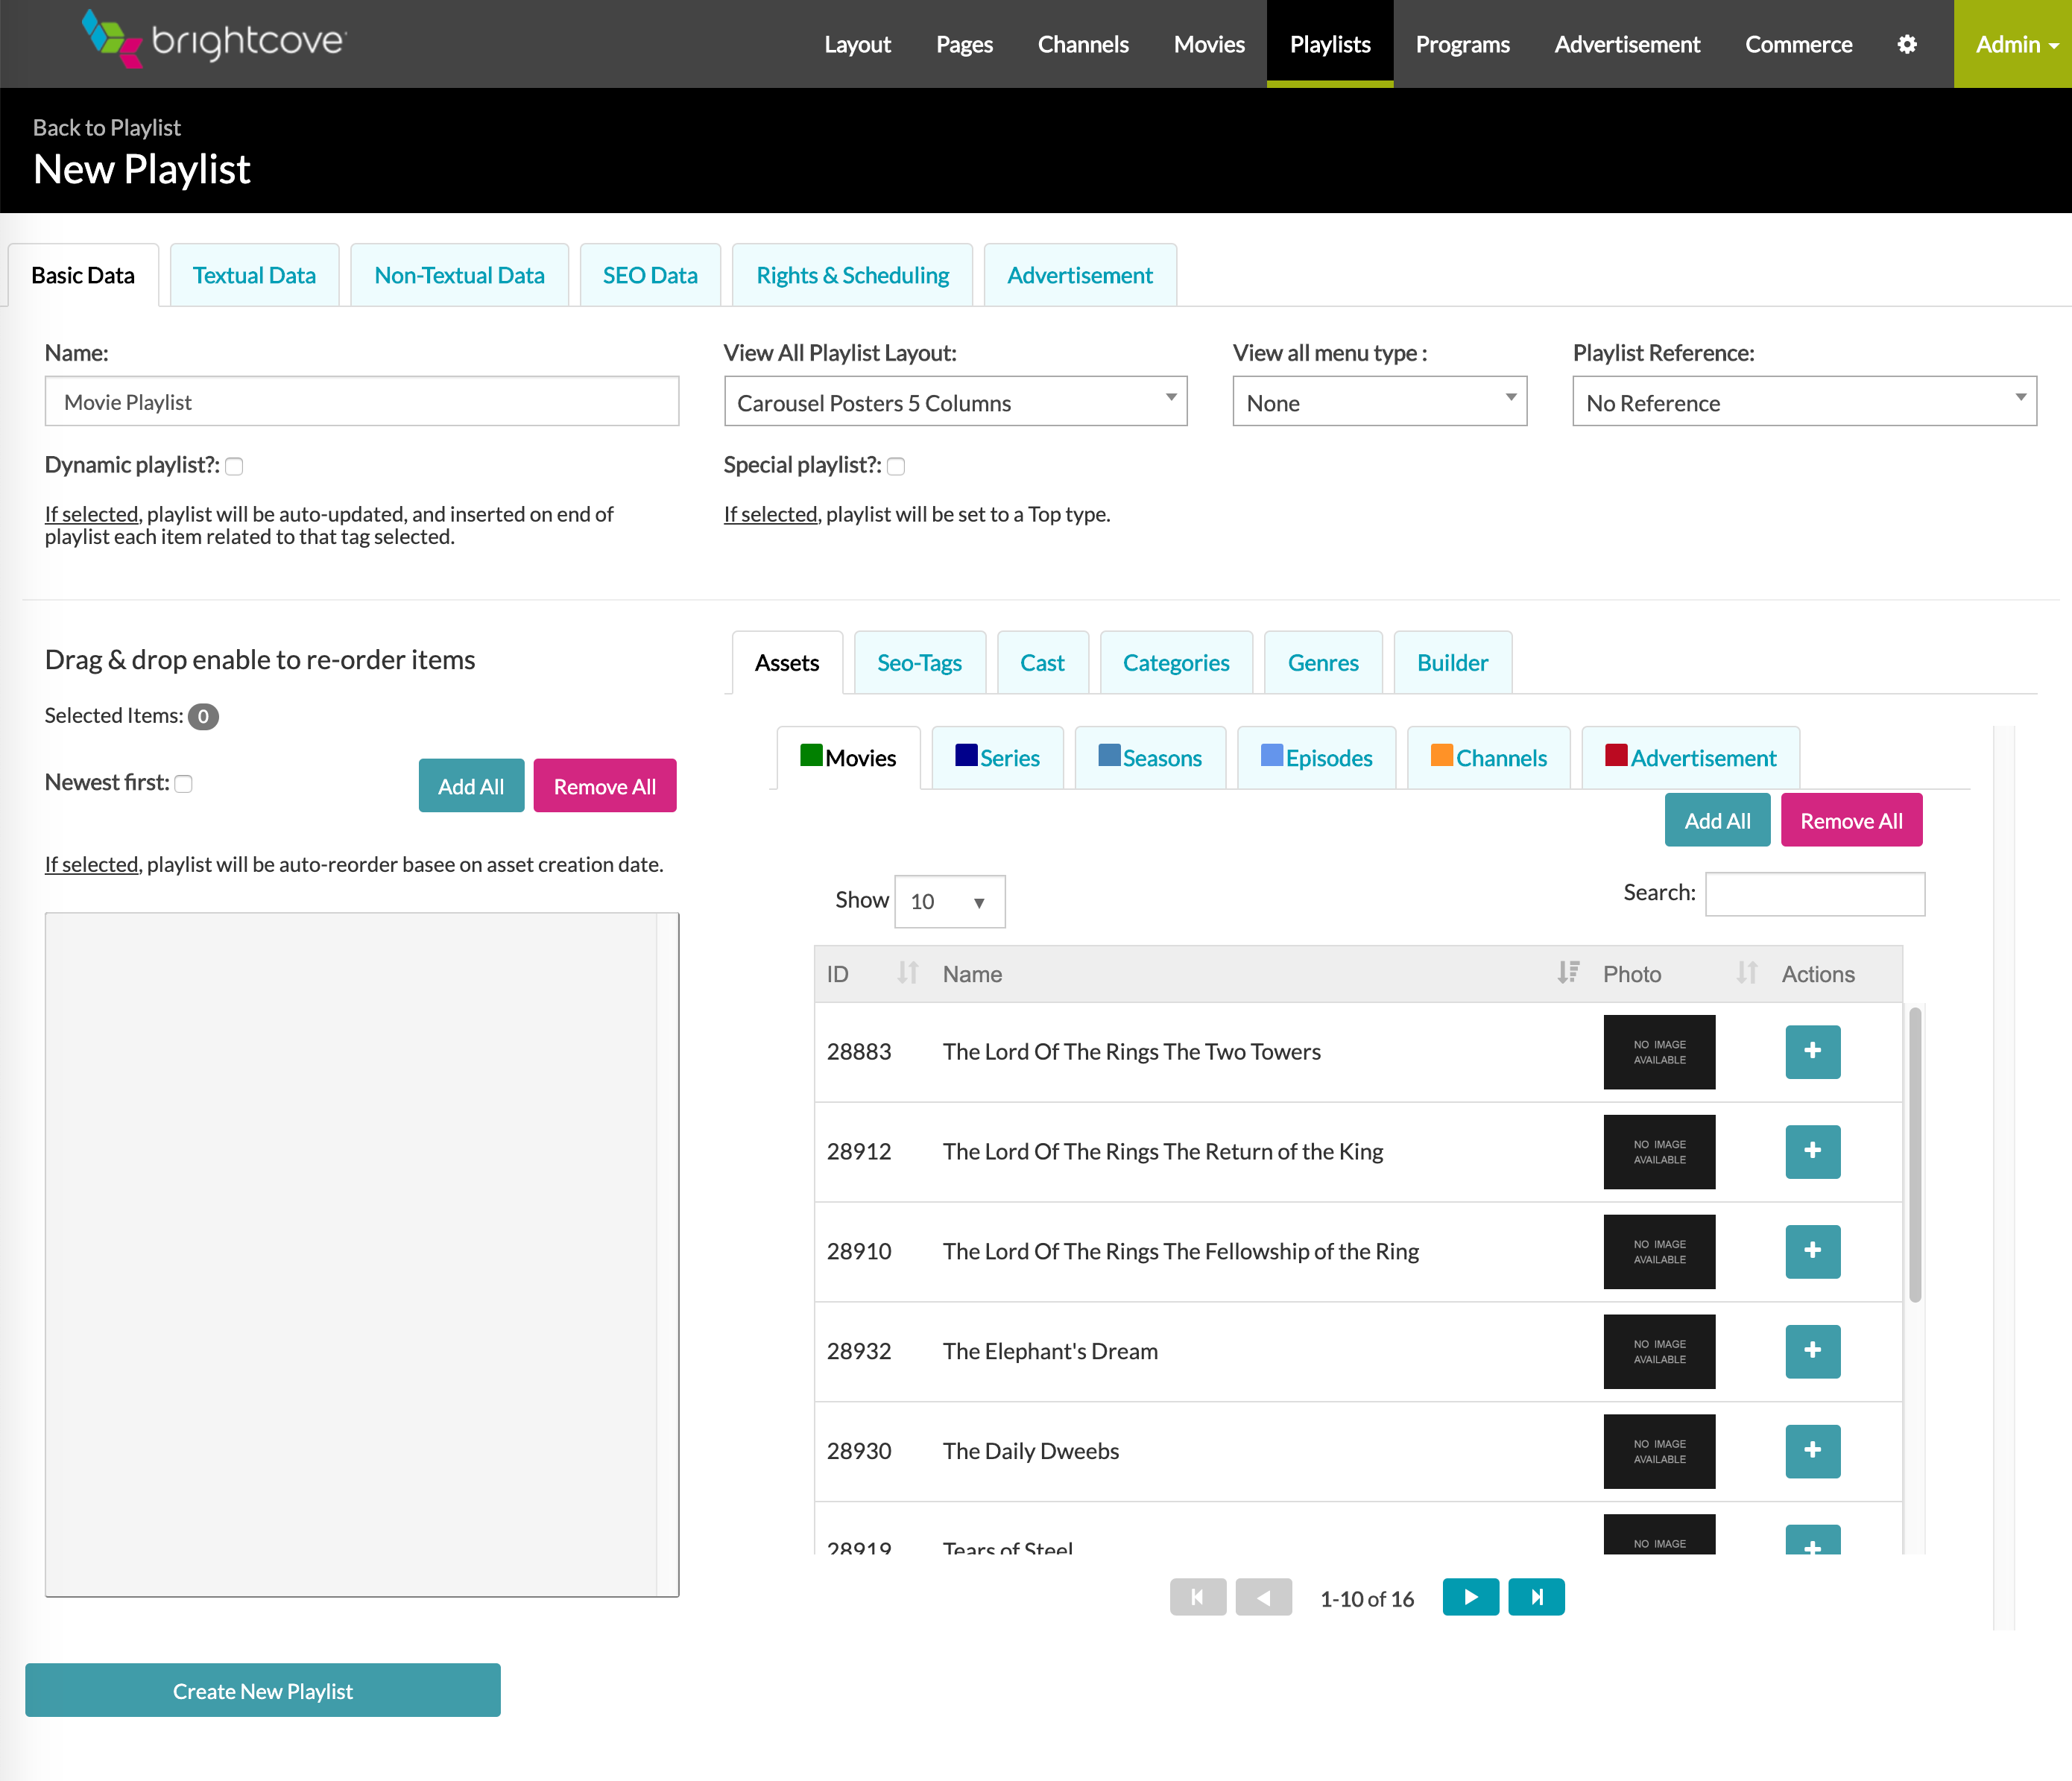 brightcove
Layout Pages Channels Movies Playlists Programs Advertisement Commerce Admin
Back to Playlist
New Playlist
Basic Data Textual Data Non-Textual Data SEO Data Rights & Scheduling Advertisement
Name: View All Playlist Layout: View all menu type : Playlist Reference:
Movie Playlist Carousel Posters 5 Columns None No Reference
Dynamic playlist?: Special playlist?:
If selected, playlist will be auto-updated, and inserted on end of
playlist each item related to that tag selected.
If selected, playlist will be set to a Top type.
Drag & drop enable to re-order items
Selected Items: 0
Newest first: Add All Remove All
If selected, playlist will be auto-reorder basee on asset creation date.
Assets Seo-Tags Cast Categories Genres Builder
Movies Series Seasons Episodes Channels Advertisement
Add All Remove All
Show 10 Search:
ID Name Photo Actions
28883 The Lord Of The Rings The Two Towers NO IMAGE
AVAILABLE
28912 The Lord Of The Rings The Return of the King NO IMAGE
AVAILABLE
28910 The Lord Of The Rings The Fellowship of the Ring NO IMAGE
AVAILABLE
28932 The Elephant's Dream NO IMAGE
AVAILABLE
28930 The Daily Dweebs NO IMAGE
AVAILABLE
28919 Tears of Steel NO IMAGE
1-10 of 16
Create New Playlist